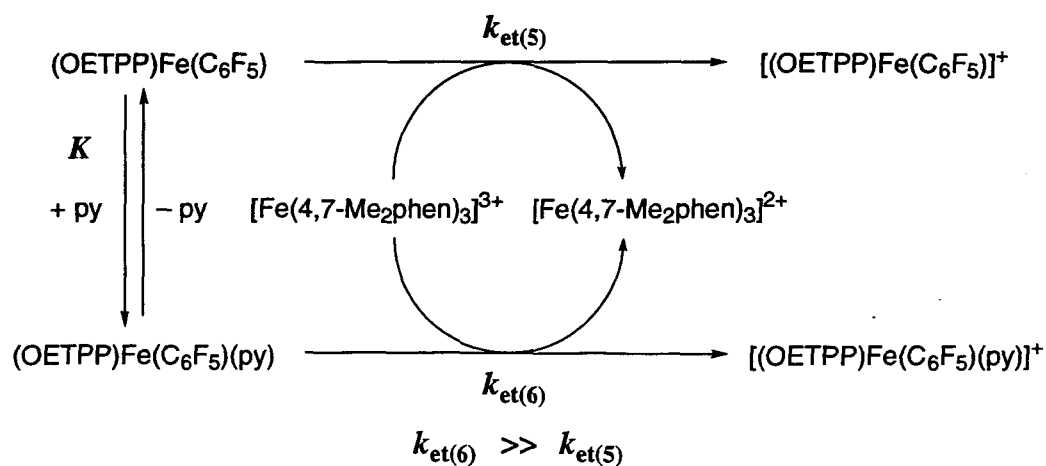 k_et(5)
(OETPP)Fe(C₆F₅) [(OETPP)Fe(C₆F₅)]⁺
K
+ py − py [Fe(4,7-Me₂phen)₃]³⁺ [Fe(4,7-Me₂phen)₃]²⁺
(OETPP)Fe(C₆F₅)(py) [(OETPP)Fe(C₆F₅)(py)]⁺
k_et(6)
k_et(6) >> k_et(5)